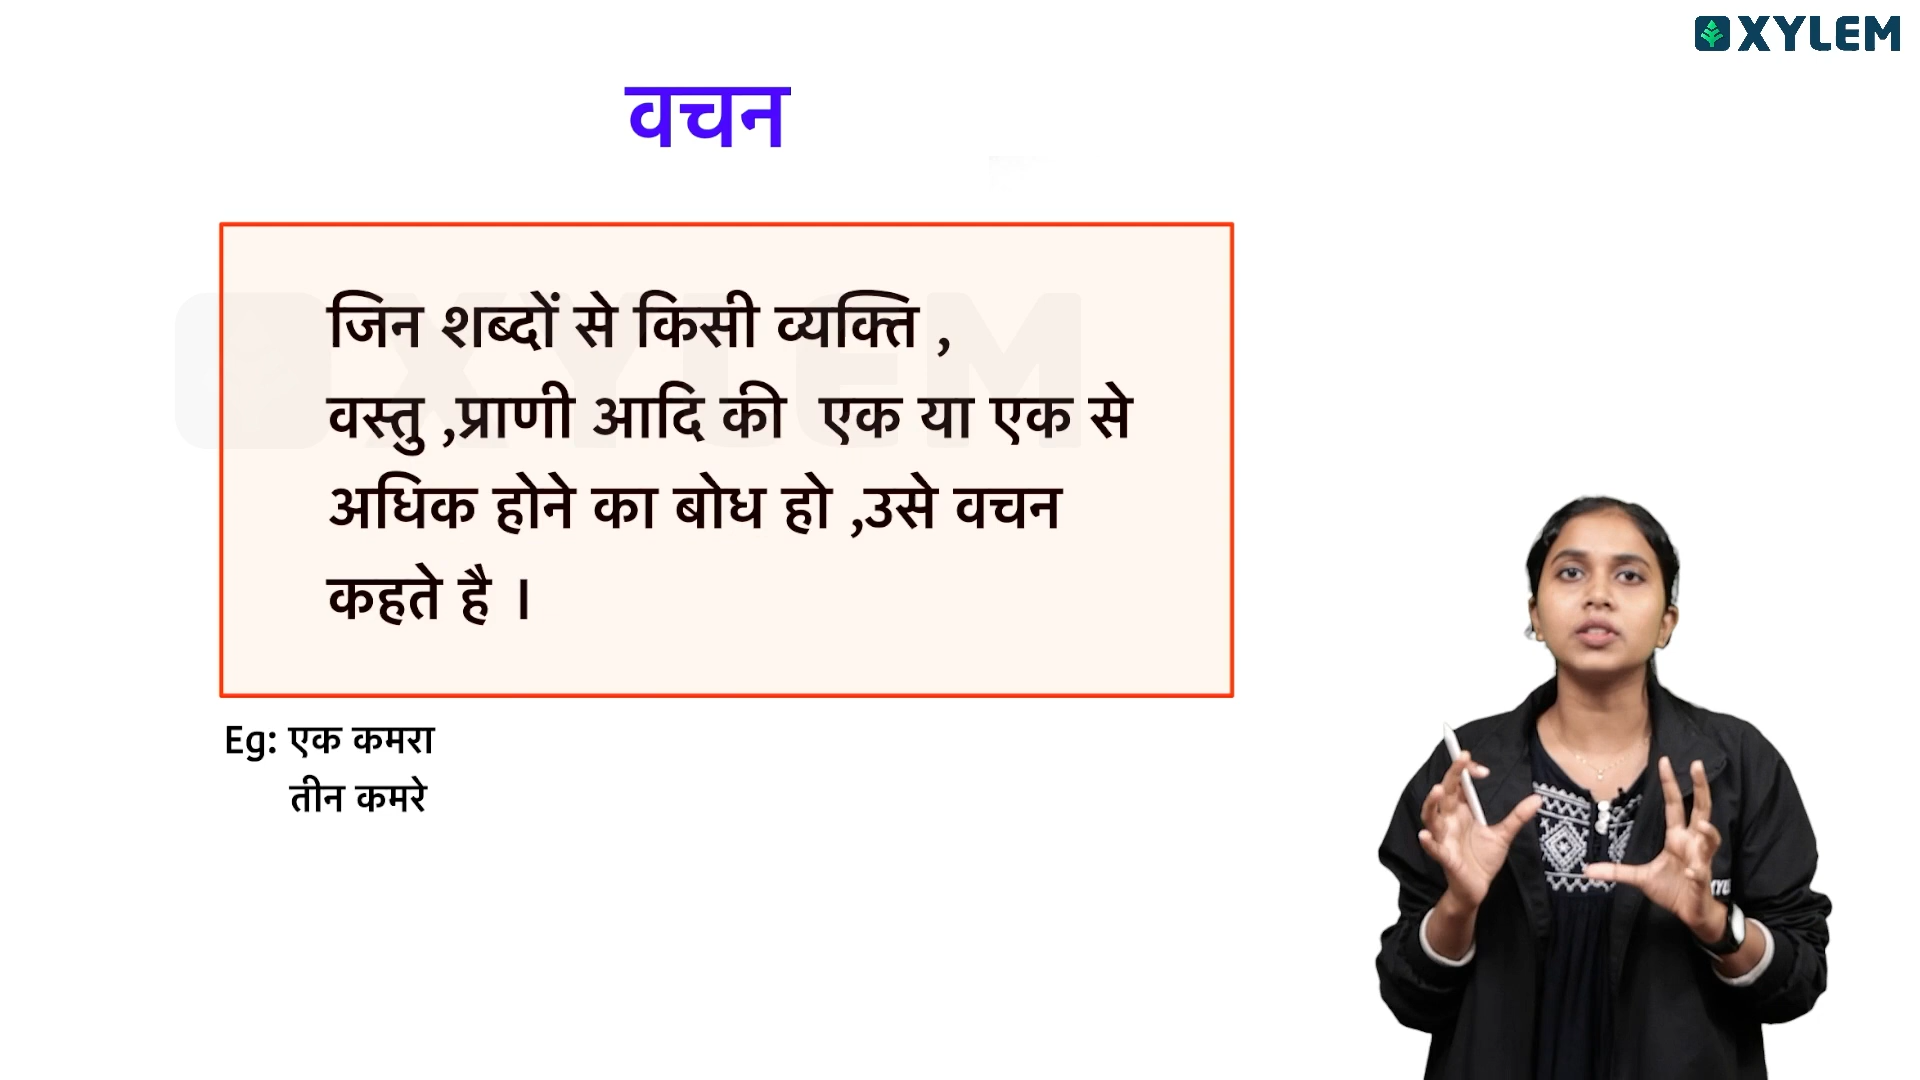 XYLEM
वचन
जिन शब्दों से किसी व्यक्ति ,
वस्तु ,प्राणी आदि की एक या एक से
अधिक होने का बोध हो ,उसे वचन
कहते है ।
Eg: एक कमरा
तीन कमरे